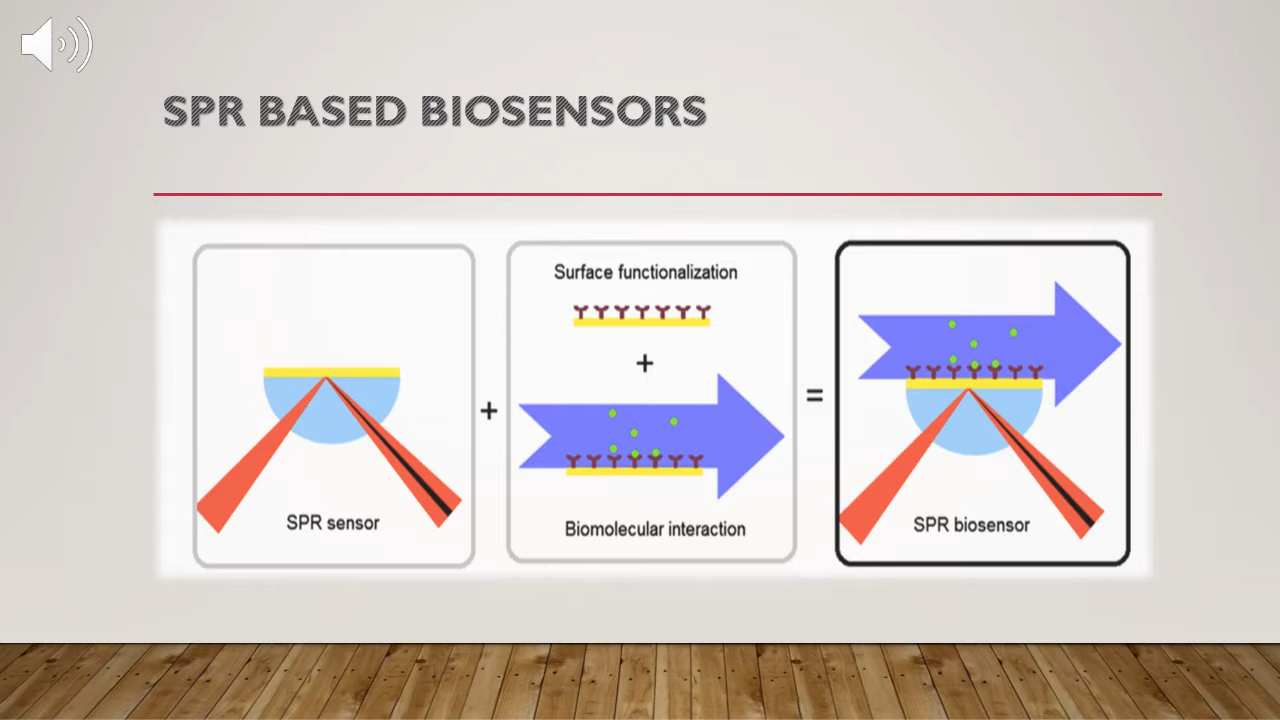 SPR BASED BIOSENSORS
SPR sensor
+
Surface functionalization
+
Biomolecular interaction
=
SPR biosensor